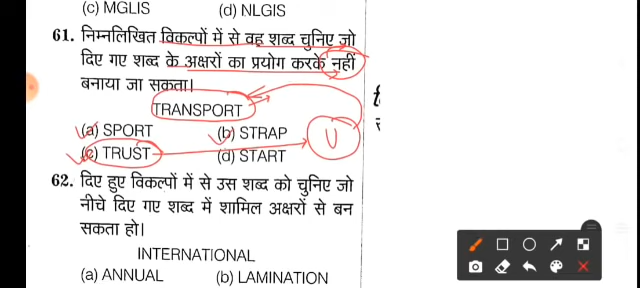 (c) MGLIS (d) NLGIS
61. निम्नलिखित विकल्पों में से वह शब्द चुनिए जो
दिए गए शब्द के अक्षरों का प्रयोग करके नहीं
बनाया जा सकता।
TRANSPORT
(a) SPORT (b) STRAP
(c) TRUST (d) START
U
62. दिए हुए विकल्पों में से उस शब्द को चुनिए जो
नीचे दिए गए शब्द में शामिल अक्षरों से बन
सकता हो।
INTERNATIONAL
(a) ANNUAL (b) LAMINATION